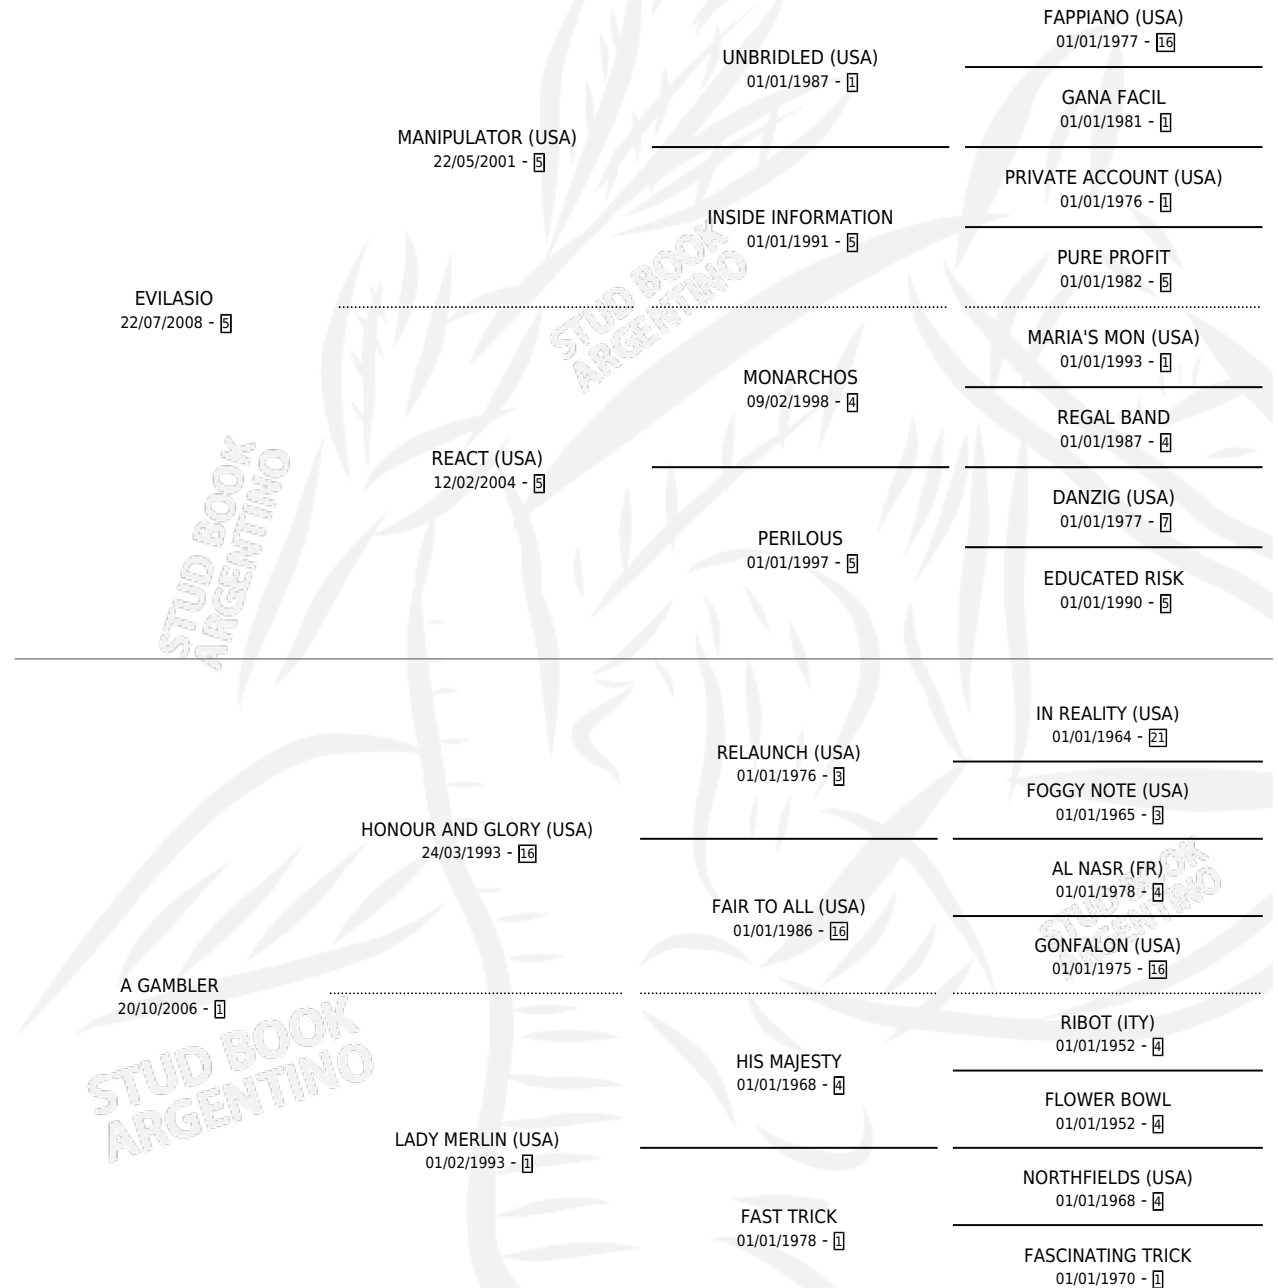 FAPPIANO (USA)
01/01/1977 - 16
UNBRIDLED (USA)
01/01/1987 - 1
GANA FACIL
01/01/1981 - 1
MANIPULATOR (USA)
22/05/2001 - 5
PRIVATE ACCOUNT (USA)
01/01/1976 - 1
INSIDE INFORMATION
01/01/1991 - 5
PURE PROFIT
01/01/1982 - 5
EVILASIO
22/07/2008 - 5
STUD BOOK
ARGENTINO
MARIA'S MON (USA)
01/01/1993 - 1
MONARCHOS
09/02/1998 - 4
REGAL BAND
01/01/1987 - 4
REACT (USA)
12/02/2004 - 5
DANZIG (USA)
01/01/1977 - 7
PERILOUS
01/01/1997 - 5
EDUCATED RISK
01/01/1990 - 5
STUD BOOK
ARGENTINO
IN REALITY (USA)
01/01/1964 - 21
RELAUNCH (USA)
01/01/1976 - 3
FOGGY NOTE (USA)
01/01/1965 - 3
HONOUR AND GLORY (USA)
24/03/1993 - 16
AL NASR (FR)
01/01/1978 - 4
FAIR TO ALL (USA)
01/01/1986 - 16
STUD BOOK
ARGENTINO
GONFALON (USA)
01/01/1975 - 16
A GAMBLER
20/10/2006 - 1
RIBOT (ITY)
01/01/1952 - 4
HIS MAJESTY
01/01/1968 - 4
STUD BOOK
ARGENTINO
FLOWER BOWL
01/01/1952 - 4
LADY MERLIN (USA)
01/02/1993 - 1
NORTHFIELDS (USA)
01/01/1968 - 4
FAST TRICK
01/01/1978 - 1
FASCINATING TRICK
01/01/1970 - 1